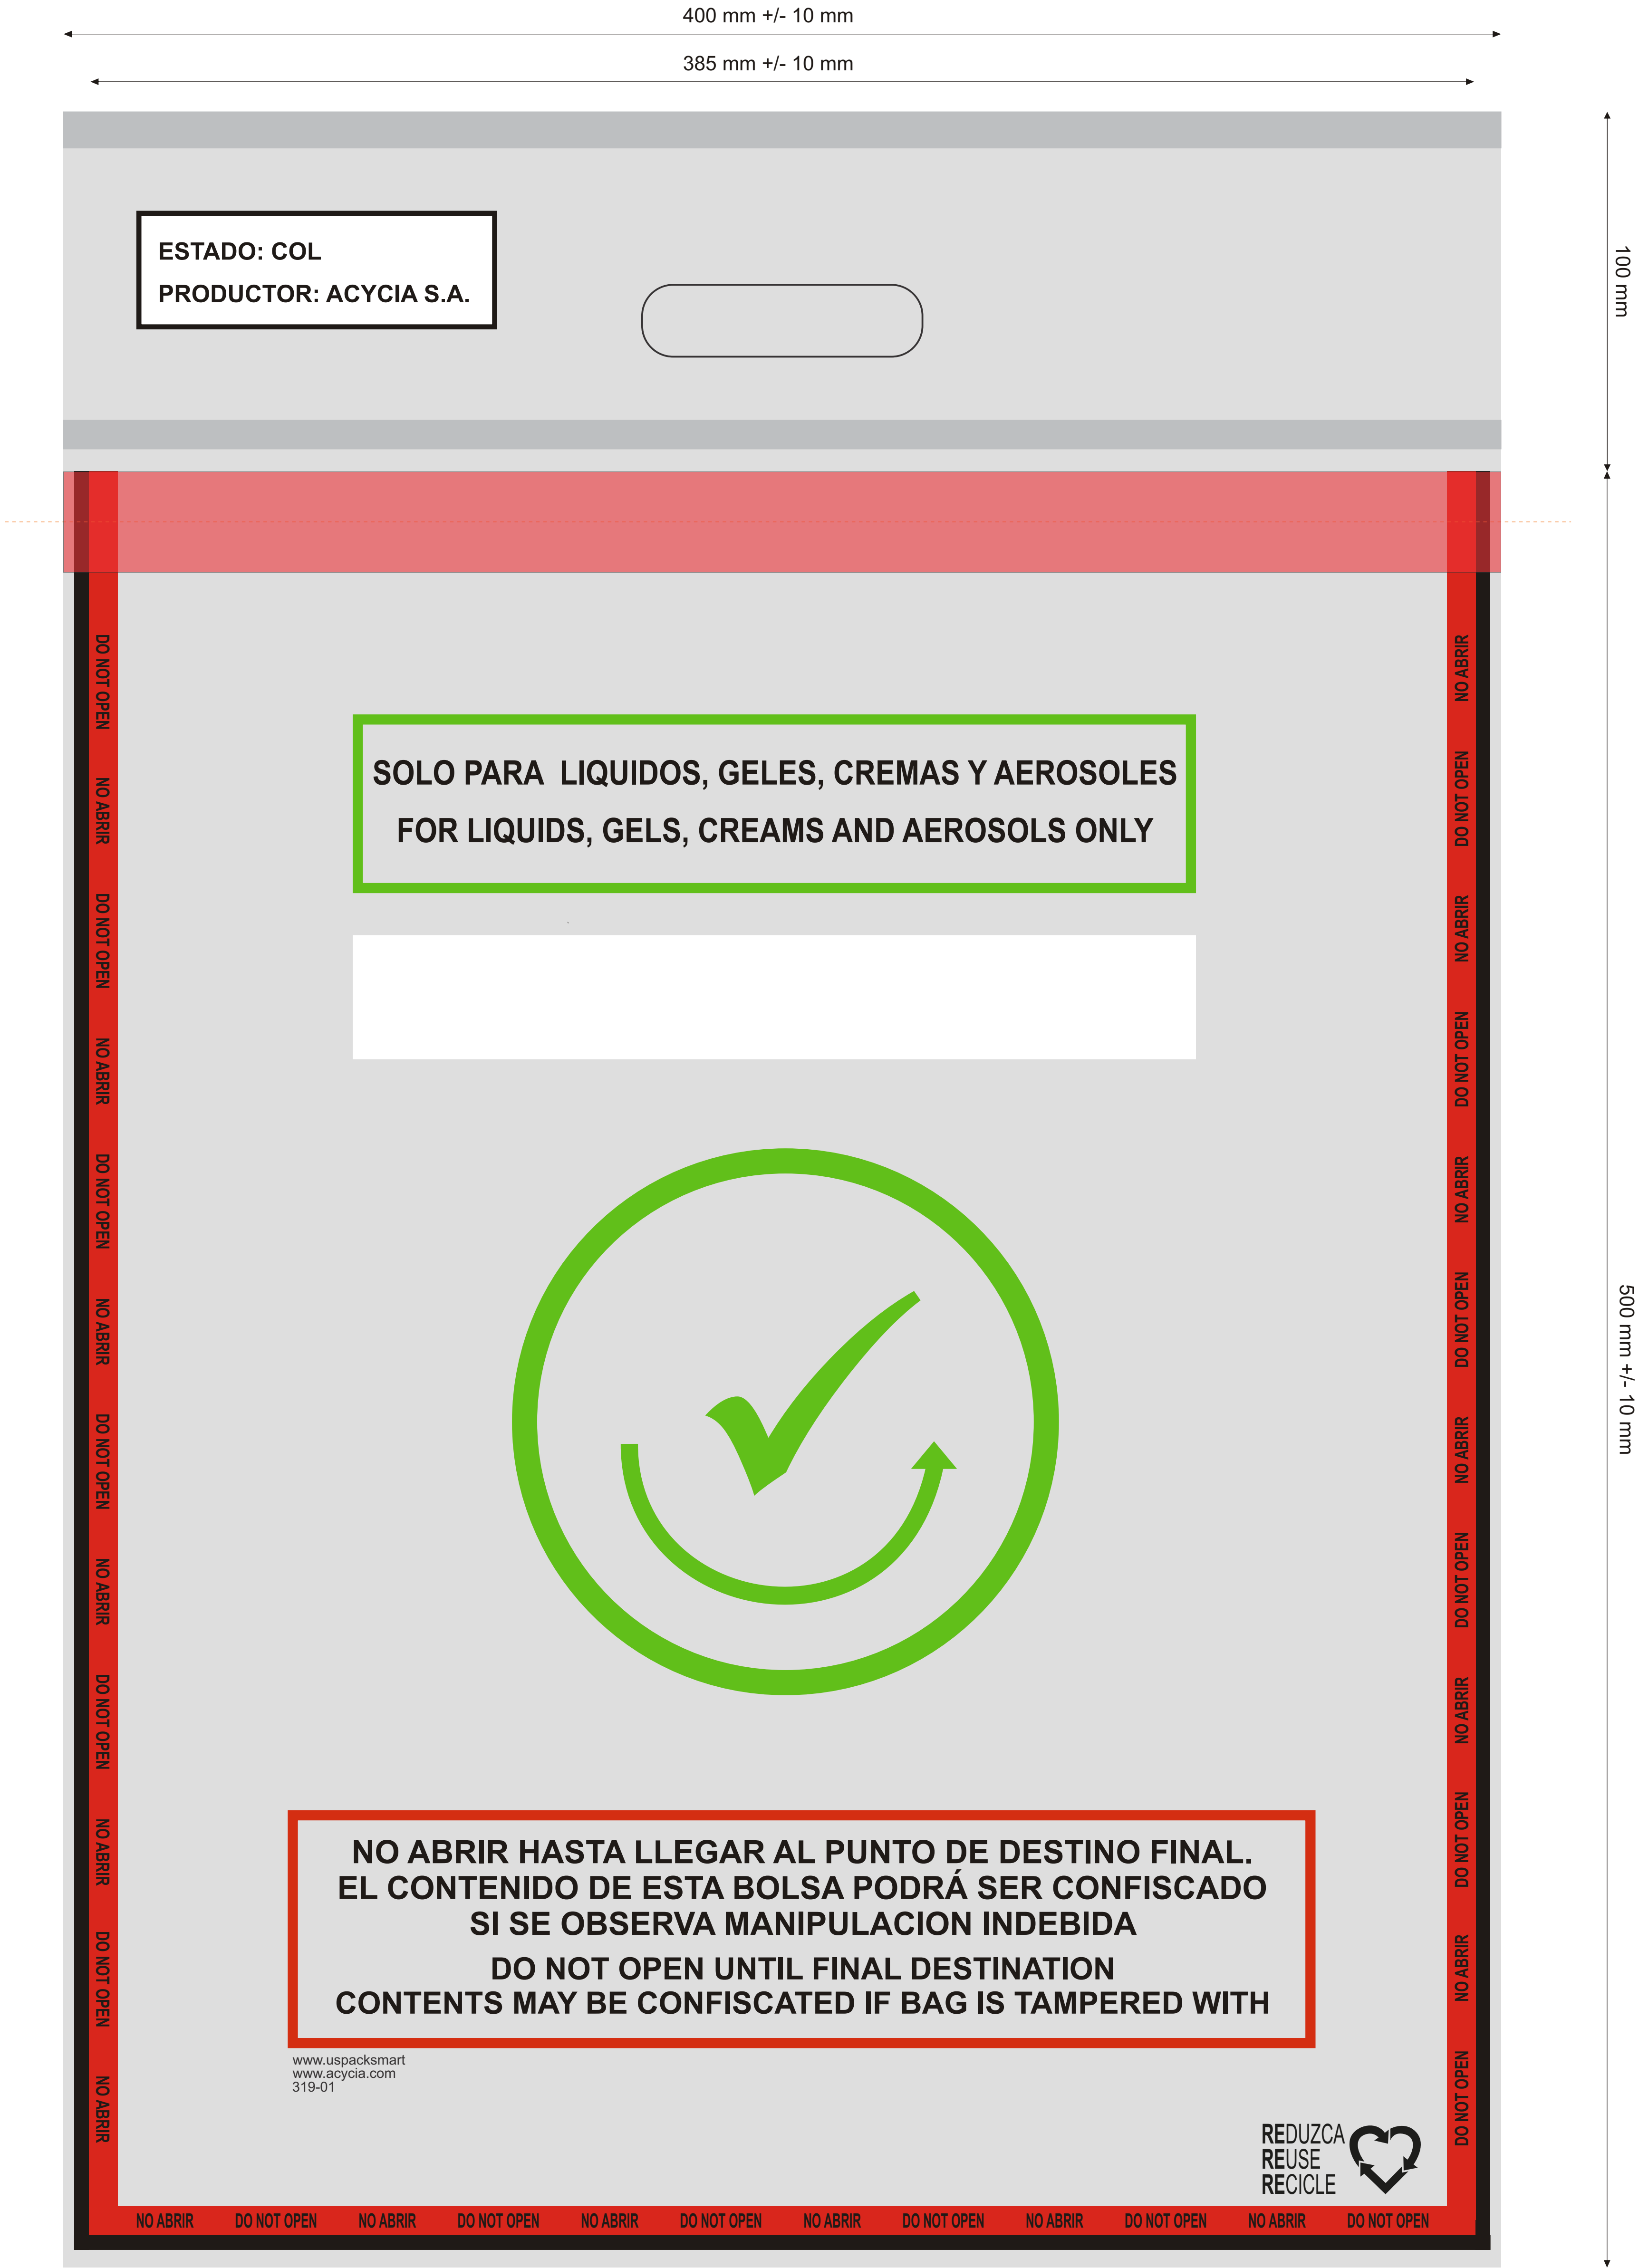 400 mm +/- 10 mm
385 mm +/- 10 mm
100 mm
ESTADO: COL
PRODUCTOR: ACYCIA S.A.
500 mm +/- 10 mm
DO NOT OPEN NO ABRIR DO NOT OPEN NO ABRIR DO NOT OPEN NO ABRIR DO NOT OPEN NO ABRIR DO NOT OPEN NO ABRIR DO NOT OPEN NO ABRIR
SOLO PARA LIQUIDOS, GELES, CREMAS Y AEROSOLES
FOR LIQUIDS, GELS, CREAMS AND AEROSOLS ONLY
NO ABRIR HASTA LLEGAR AL PUNTO DE DESTINO FINAL.
EL CONTENIDO DE ESTA BOLSA PODRÁ SER CONFISCADO
SI SE OBSERVA MANIPULACION INDEBIDA
DO NOT OPEN UNTIL FINAL DESTINATION
CONTENTS MAY BE CONFISCATED IF BAG IS TAMPERED WITH
www.uspacksmart
www.acycia.com
319-01
REDUZCA
REUSE
RECICLE
DO NOT OPEN NO ABRIR DO NOT OPEN NO ABRIR DO NOT OPEN NO ABRIR DO NOT OPEN NO ABRIR DO NOT OPEN NO ABRIR DO NOT OPEN NO ABRIR
NO ABRIR DO NOT OPEN NO ABRIR DO NOT OPEN NO ABRIR DO NOT OPEN NO ABRIR DO NOT OPEN NO ABRIR DO NOT OPEN NO ABRIR DO NOT OPEN